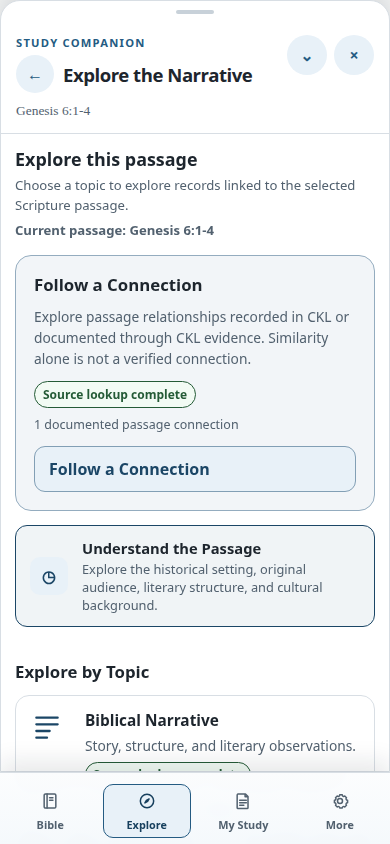 STUDY COMPANION
Explore the Narrative
Genesis 6:1-4
Explore this passage
Choose a topic to explore records linked to the selected
Scripture passage.
Current passage: Genesis 6:1-4
Follow a Connection
Explore passage relationships recorded in CKL or
documented through CKL evidence. Similarity
alone is not a verified connection.
Source lookup complete
1 documented passage connection
Follow a Connection
Understand the Passage
Explore the historical setting, original
audience, literary structure, and cultural
background.
Explore by Topic
Biblical Narrative
Story, structure, and literary observations.
Bible
Explore
My Study
More